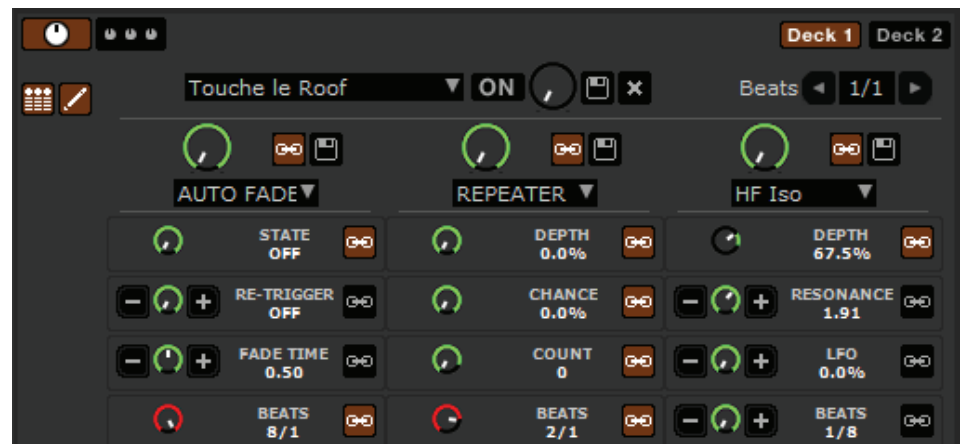 Deck 1 Deck 2
Touche le Roof ON Beats 1/1
AUTO FADE REPEATER HF Iso
STATE DEPTH DEPTH
OFF 0.0% 67.5%
RE-TRIGGER CHANCE RESONANCE
OFF 0.0% 1.91
FADE TIME COUNT LFO
0.50 0 0.0%
BEATS BEATS BEATS
8/1 2/1 1/8